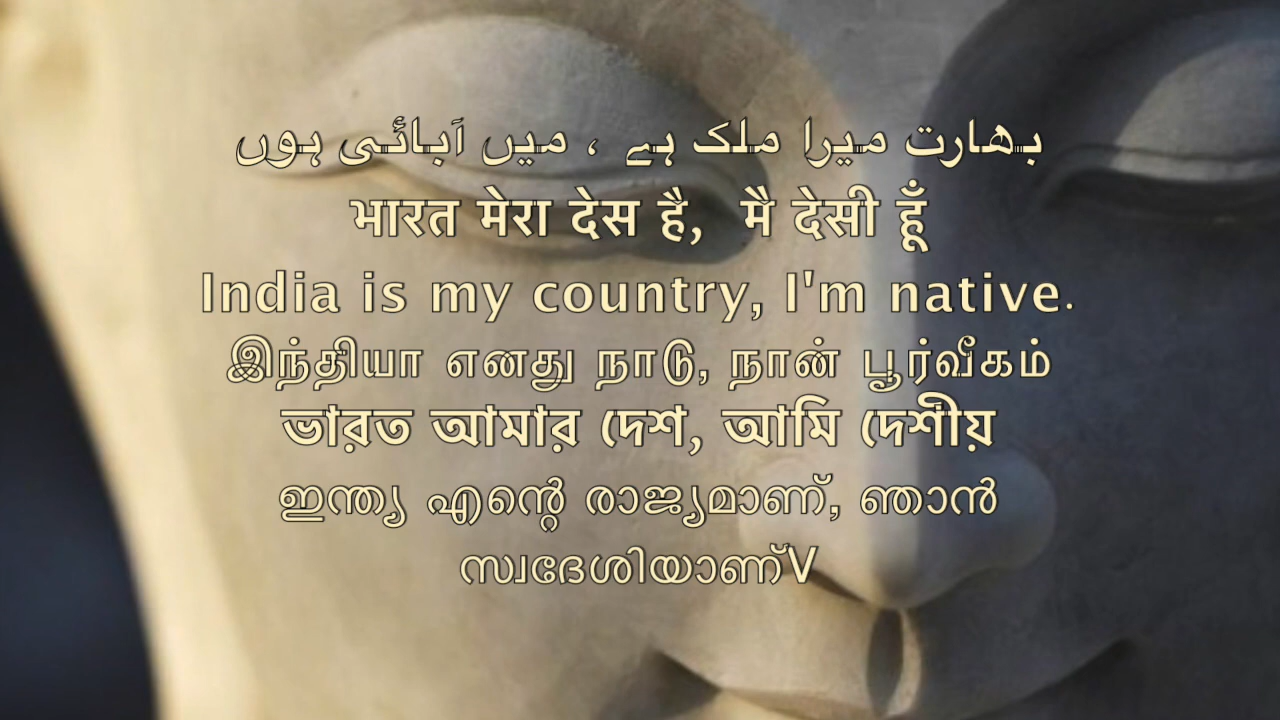 بھارت میرا ملک ہے ، میں آبائی ہوں
भारत मेरा देस है, मै देसी हूँ
India is my country, I'm native.
இந்தியா எனது நாடு, நான் பூர்வீகம்
ভারত আমার দেশ, আমি দেশীয়
ഇന്ത്യ എന്റെ രാജ്യമാണ്, ഞാൻ
സ്വദേശിയാണ്V